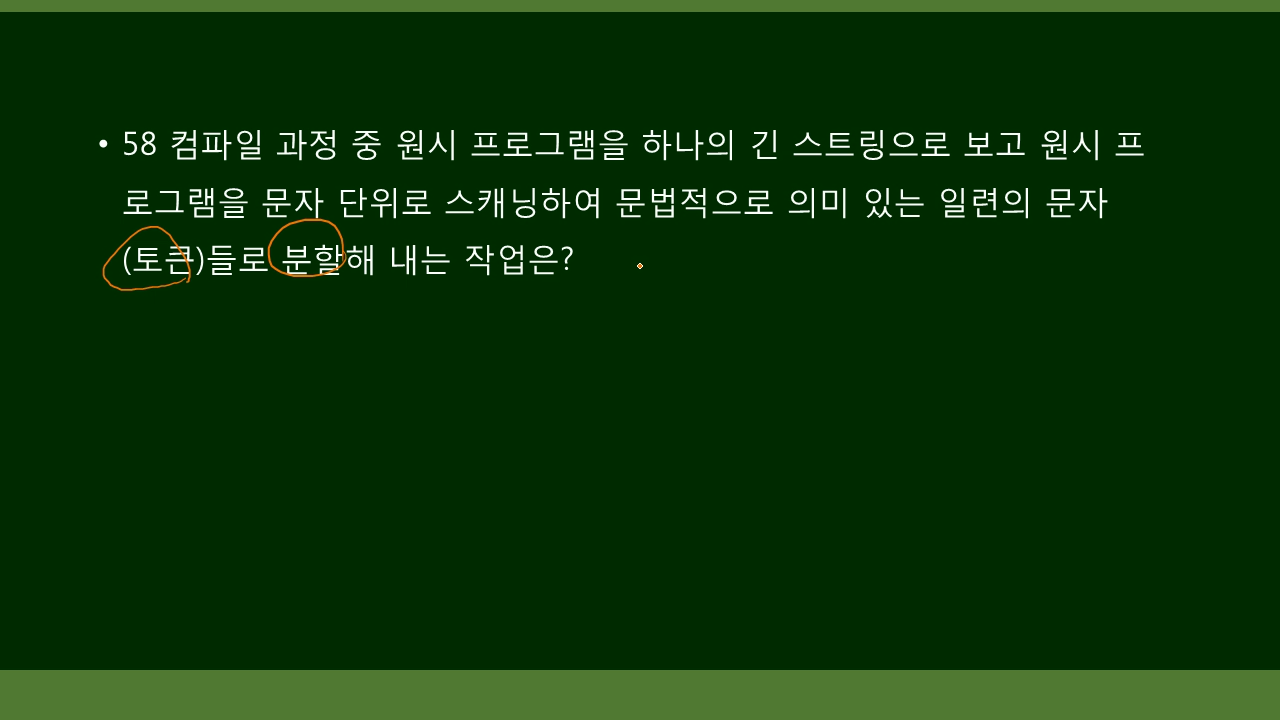 • 58 컴파일 과정 중 원시 프로그램을 하나의 긴 스트링으로 보고 원시 프
로그램을 문자 단위로 스캐닝하여 문법적으로 의미 있는 일련의 문자
(토큰)들로 분할해 내는 작업은?